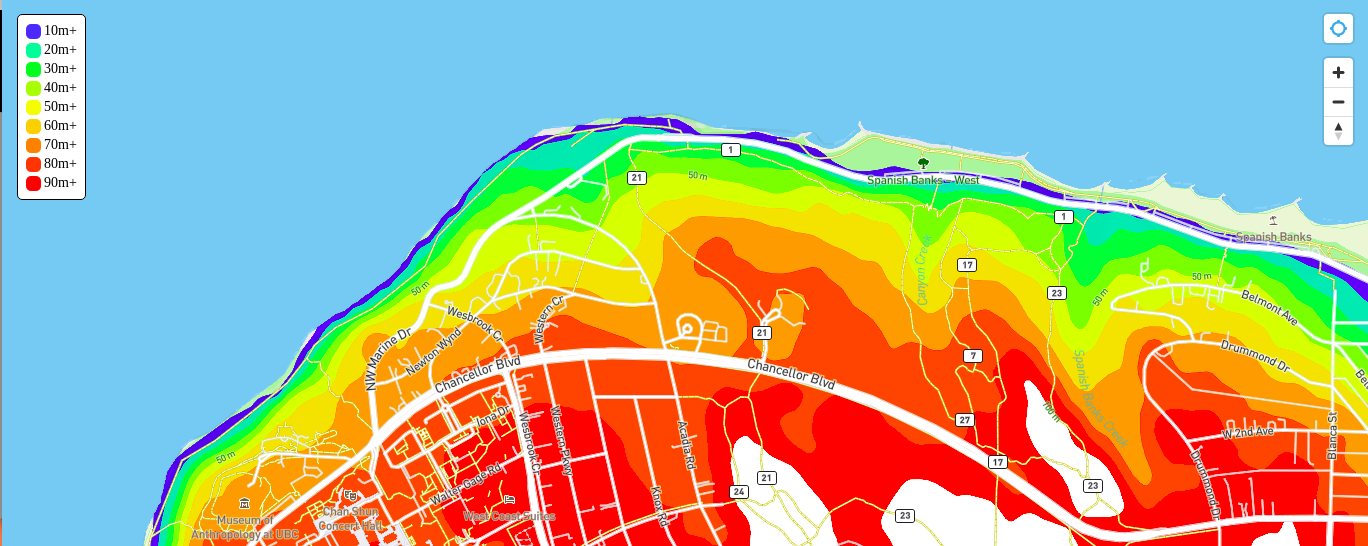 10m+
20m+
30m+
40m+
50m+
60m+
70m+
80m+
90m+
+
−
1
21
50 m
Spanish Banks – West
1
Spanish Banks
Canyon Creek
17
23
50 m
50 m
50 m
Belmont Ave
Wesbrook Cr
Western Cr
NW Marine Dr
Newton Wynd
21
Drummond Dr
7
Chancellor Blvd
Chancellor Blvd
Spanish Banks Creek
100 m
Iona Dr
27
Wesbrook Cr
Western Pkwy
Acadia Rd
W 2nd Ave
Blanca St
50 m
17
Walter Gage Rd
21
24
23
Drummond Dr
Knox Rd
Chan Shun
Concert Hall
West Coast Suites
23
Museum of
Anthropology at UBC